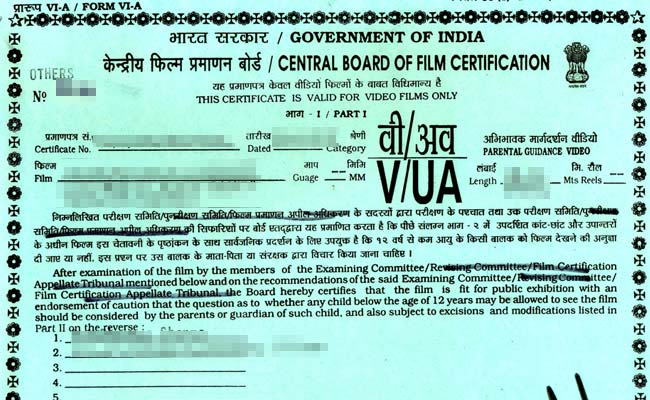 प्रारूप VI-A / FORM VI-A
भारत सरकार / GOVERNMENT OF INDIA
केन्द्रीय फिल्म प्रमाणन बोर्ड / CENTRAL BOARD OF FILM CERTIFICATION
OTHERS
यह प्रमाणपत्र केवल वीडियो फिल्मों के बाबत विधिमान्य है
Nº
THIS CERTIFICATE IS VALID FOR VIDEO FILMS ONLY
भाग - I / PART I
प्रमाणपत्र सं. तारीख श्रेणी वी/अव अभिभावक मार्गदर्शन वीडियो
Certificate No. Dated Category PARENTAL GUIDANCE VIDEO
फिल्म माप मिमि V/UA लंबाई मि. रौल
Film Guage -- MM Length Mts Reels --
निम्नलिखित परीक्षण समिति/पुनरीक्षण समिति/फिल्म प्रमाणन अपील अधिकरण के सदस्यों द्वारा परीक्षण के पश्चात तथा उक्त परीक्षण समिति/पुनरीक्षण
समिति/फिल्म प्रमाणन अपील अधिकरण की सिफारिशों पर बोर्ड एतद्द्वारा यह प्रमाणित करता है कि पीछे संलग्न भाग - २ में उपदर्शित कांट-छांट और उपान्तरों
के अधीन फिल्म इस चेतावनी के पृष्ठांकन के साथ सार्वजनिक प्रदर्शन के लिए उपयुक्त है कि १२ वर्ष से कम आयु के किसी बालक को फिल्म देखने की अनुज्ञा
दी जाए या नहीं. इस प्रश्न पर उस बालक के माता-पिता या संरक्षक द्वारा विचार किया जाना चाहिए ।
After examination of the film by the members of the Examining Committee/Revising Committee/Film Certification
Appellate Tribunal mentioned below and on the recommendations of the said Examining Committee/Revising Committee/
Film Certification Appellate Tribunal, the Board hereby certifies that the film is fit for public exhibition with an
endorsement of caution that the question as to whether any child below the age of 12 years may be allowed to see the film
should be considered by the parents or guardian of such child, and also subject to excisions and modifications listed in
Part II on the reverse :
1.
2.
3.
4.
5.